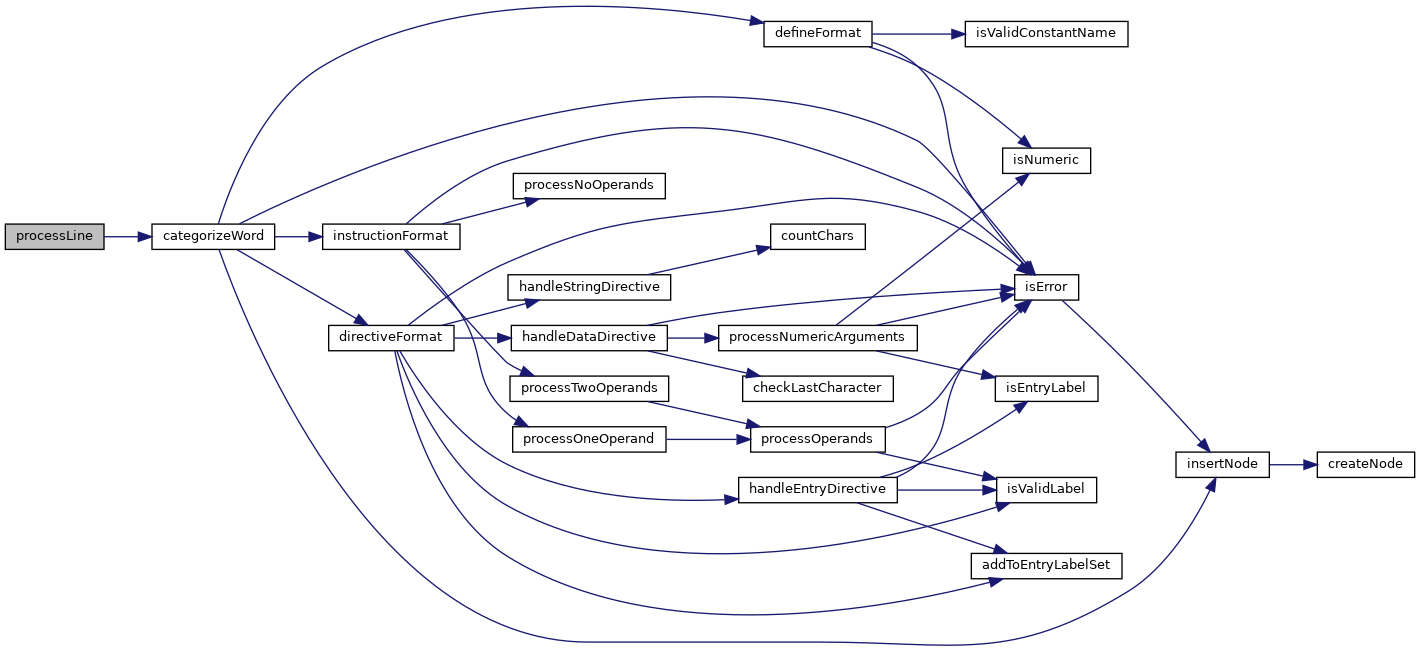 processLine
categorizeWord
defineFormat
isValidConstantName
isNumeric
instructionFormat
processNoOperands
countChars
handleStringDirective
isError
directiveFormat
handleDataDirective
processNumericArguments
processTwoOperands
checkLastCharacter
isEntryLabel
processOneOperand
processOperands
insertNode
createNode
handleEntryDirective
isValidLabel
addToEntryLabelSet